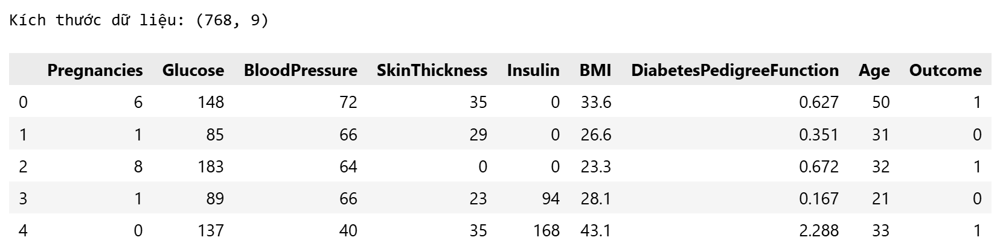 Kích thước dữ liệu: (768, 9)
Pregnancies Glucose BloodPressure SkinThickness Insulin BMI DiabetesPedigreeFunction Age Outcome
0 6 148 72 35 0 33.6 0.627 50 1
1 1 85 66 29 0 26.6 0.351 31 0
2 8 183 64 0 0 23.3 0.672 32 1
3 1 89 66 23 94 28.1 0.167 21 0
4 0 137 40 35 168 43.1 2.288 33 1